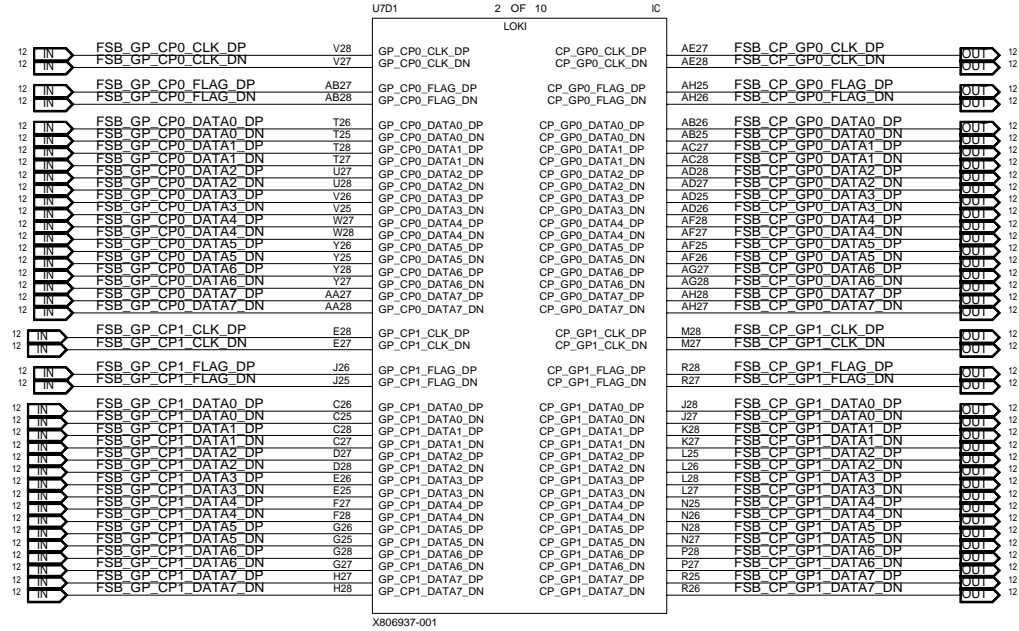 U7D1 2 OF 10 IC
LOKI
12 IN FSB_GP_CP0_CLK_DP V28 GP_CP0_CLK_DP CP_GP0_CLK_DP AE27 FSB_CP_GP0_CLK_DP OUT 12
12 IN FSB_GP_CP0_CLK_DN V27 GP_CP0_CLK_DN CP_GP0_CLK_DN AE28 FSB_CP_GP0_CLK_DN OUT 12
12 IN FSB_GP_CP0_FLAG_DP AB27 GP_CP0_FLAG_DP CP_GP0_FLAG_DP AH25 FSB_CP_GP0_FLAG_DP OUT 12
12 IN FSB_GP_CP0_FLAG_DN AB28 GP_CP0_FLAG_DN CP_GP0_FLAG_DN AH26 FSB_CP_GP0_FLAG_DN OUT 12
12 IN FSB_GP_CP0_DATA0_DP T26 GP_CP0_DATA0_DP CP_GP0_DATA0_DP AB26 FSB_CP_GP0_DATA0_DP OUT 12
12 IN FSB_GP_CP0_DATA0_DN T25 GP_CP0_DATA0_DN CP_GP0_DATA0_DN AB25 FSB_CP_GP0_DATA0_DN OUT 12
12 IN FSB_GP_CP0_DATA1_DP T28 GP_CP0_DATA1_DP CP_GP0_DATA1_DP AC27 FSB_CP_GP0_DATA1_DP OUT 12
12 IN FSB_GP_CP0_DATA1_DN T27 GP_CP0_DATA1_DN CP_GP0_DATA1_DN AC28 FSB_CP_GP0_DATA1_DN OUT 12
12 IN FSB_GP_CP0_DATA2_DP U27 GP_CP0_DATA2_DP CP_GP0_DATA2_DP AD28 FSB_CP_GP0_DATA2_DP OUT 12
12 IN FSB_GP_CP0_DATA2_DN U28 GP_CP0_DATA2_DN CP_GP0_DATA2_DN AD27 FSB_CP_GP0_DATA2_DN OUT 12
12 IN FSB_GP_CP0_DATA3_DP V26 GP_CP0_DATA3_DP CP_GP0_DATA3_DP AD25 FSB_CP_GP0_DATA3_DP OUT 12
12 IN FSB_GP_CP0_DATA3_DN V25 GP_CP0_DATA3_DN CP_GP0_DATA3_DN AD26 FSB_CP_GP0_DATA3_DN OUT 12
12 IN FSB_GP_CP0_DATA4_DP W27 GP_CP0_DATA4_DP CP_GP0_DATA4_DP AF28 FSB_CP_GP0_DATA4_DP OUT 12
12 IN FSB_GP_CP0_DATA4_DN W28 GP_CP0_DATA4_DN CP_GP0_DATA4_DN AF27 FSB_CP_GP0_DATA4_DN OUT 12
12 IN FSB_GP_CP0_DATA5_DP Y26 GP_CP0_DATA5_DP CP_GP0_DATA5_DP AF25 FSB_CP_GP0_DATA5_DP OUT 12
12 IN FSB_GP_CP0_DATA5_DN Y25 GP_CP0_DATA5_DN CP_GP0_DATA5_DN AF26 FSB_CP_GP0_DATA5_DN OUT 12
12 IN FSB_GP_CP0_DATA6_DP Y28 GP_CP0_DATA6_DP CP_GP0_DATA6_DP AG27 FSB_CP_GP0_DATA6_DP OUT 12
12 IN FSB_GP_CP0_DATA6_DN Y27 GP_CP0_DATA6_DN CP_GP0_DATA6_DN AG28 FSB_CP_GP0_DATA6_DN OUT 12
12 IN FSB_GP_CP0_DATA7_DP AA27 GP_CP0_DATA7_DP CP_GP0_DATA7_DP AH28 FSB_CP_GP0_DATA7_DP OUT 12
12 IN FSB_GP_CP0_DATA7_DN AA28 GP_CP0_DATA7_DN CP_GP0_DATA7_DN AH27 FSB_CP_GP0_DATA7_DN OUT 12
12 IN FSB_GP_CP1_CLK_DP E28 GP_CP1_CLK_DP CP_GP1_CLK_DP M28 FSB_CP_GP1_CLK_DP OUT 12
12 IN FSB_GP_CP1_CLK_DN E27 GP_CP1_CLK_DN CP_GP1_CLK_DN M27 FSB_CP_GP1_CLK_DN OUT 12
12 IN FSB_GP_CP1_FLAG_DP J26 GP_CP1_FLAG_DP CP_GP1_FLAG_DP R28 FSB_CP_GP1_FLAG_DP OUT 12
12 IN FSB_GP_CP1_FLAG_DN J25 GP_CP1_FLAG_DN CP_GP1_FLAG_DN R27 FSB_CP_GP1_FLAG_DN OUT 12
12 IN FSB_GP_CP1_DATA0_DP C26 GP_CP1_DATA0_DP CP_GP1_DATA0_DP J28 FSB_CP_GP1_DATA0_DP OUT 12
12 IN FSB_GP_CP1_DATA0_DN C25 GP_CP1_DATA0_DN CP_GP1_DATA0_DN J27 FSB_CP_GP1_DATA0_DN OUT 12
12 IN FSB_GP_CP1_DATA1_DP C28 GP_CP1_DATA1_DP CP_GP1_DATA1_DP K28 FSB_CP_GP1_DATA1_DP OUT 12
12 IN FSB_GP_CP1_DATA1_DN C27 GP_CP1_DATA1_DN CP_GP1_DATA1_DN K27 FSB_CP_GP1_DATA1_DN OUT 12
12 IN FSB_GP_CP1_DATA2_DP D27 GP_CP1_DATA2_DP CP_GP1_DATA2_DP L25 FSB_CP_GP1_DATA2_DP OUT 12
12 IN FSB_GP_CP1_DATA2_DN D28 GP_CP1_DATA2_DN CP_GP1_DATA2_DN L26 FSB_CP_GP1_DATA2_DN OUT 12
12 IN FSB_GP_CP1_DATA3_DP E26 GP_CP1_DATA3_DP CP_GP1_DATA3_DP L28 FSB_CP_GP1_DATA3_DP OUT 12
12 IN FSB_GP_CP1_DATA3_DN E25 GP_CP1_DATA3_DN CP_GP1_DATA3_DN L27 FSB_CP_GP1_DATA3_DN OUT 12
12 IN FSB_GP_CP1_DATA4_DP F27 GP_CP1_DATA4_DP CP_GP1_DATA4_DP N25 FSB_CP_GP1_DATA4_DP OUT 12
12 IN FSB_GP_CP1_DATA4_DN F28 GP_CP1_DATA4_DN CP_GP1_DATA4_DN N26 FSB_CP_GP1_DATA4_DN OUT 12
12 IN FSB_GP_CP1_DATA5_DP G26 GP_CP1_DATA5_DP CP_GP1_DATA5_DP N28 FSB_CP_GP1_DATA5_DP OUT 12
12 IN FSB_GP_CP1_DATA5_DN G25 GP_CP1_DATA5_DN CP_GP1_DATA5_DN N27 FSB_CP_GP1_DATA5_DN OUT 12
12 IN FSB_GP_CP1_DATA6_DP G28 GP_CP1_DATA6_DP CP_GP1_DATA6_DP P28 FSB_CP_GP1_DATA6_DP OUT 12
12 IN FSB_GP_CP1_DATA6_DN G27 GP_CP1_DATA6_DN CP_GP1_DATA6_DN P27 FSB_CP_GP1_DATA6_DN OUT 12
12 IN FSB_GP_CP1_DATA7_DP H27 GP_CP1_DATA7_DP CP_GP1_DATA7_DP R25 FSB_CP_GP1_DATA7_DP OUT 12
12 IN FSB_GP_CP1_DATA7_DN H28 GP_CP1_DATA7_DN CP_GP1_DATA7_DN R26 FSB_CP_GP1_DATA7_DN OUT 12
X806937-001